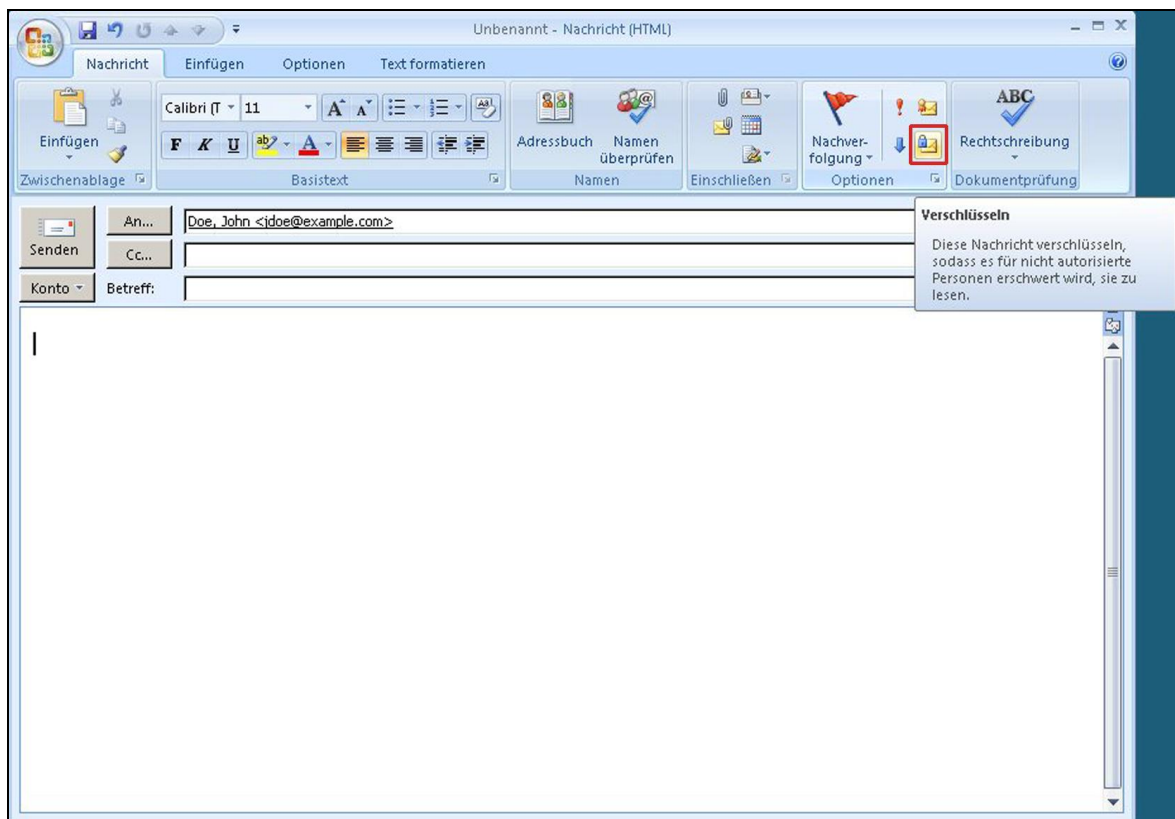 Unbenannt - Nachricht (HTML)
Nachricht Einfügen Optionen Text formatieren
Calibri (T 11
Einfügen
F K U
Zwischenablage
Basistext
Adressbuch
Namen überprüfen
Namen
Einschließen
Nachver-
folgung
Optionen
ABC
Rechtschreibung
Dokumentprüfung
Senden
An...
Doe, John <jdoe@example.com>
Cc...
Konto
Betreff:
Verschlüsseln
Diese Nachricht verschlüsseln,
sodass es für nicht autorisierte
Personen erschwert wird, sie zu
lesen.